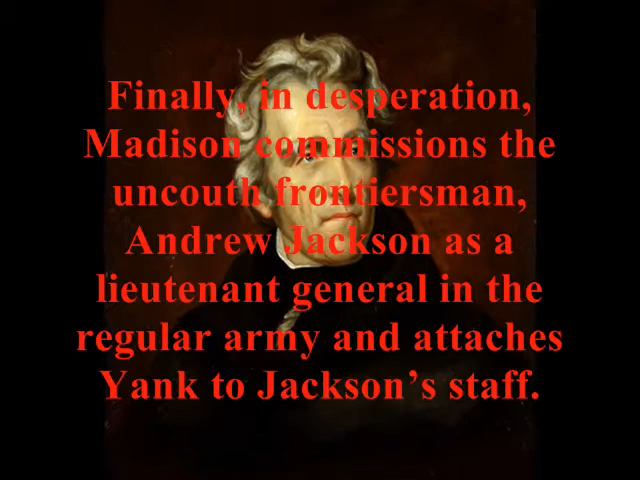 Finally, in desperation,
Madison commissions the
uncouth frontiersman,
Andrew Jackson as a
lieutenant general in the
regular army and attaches
Yank to Jackson’s staff.